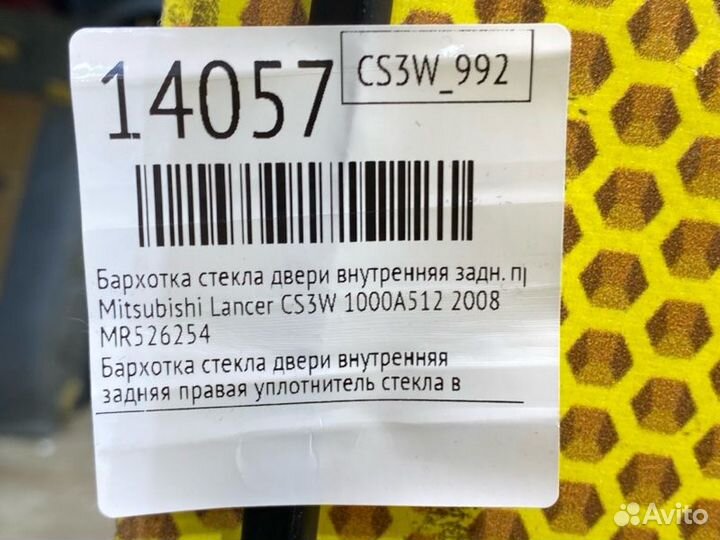 14057
CS3W_992
Бархотка стекла двери внутренняя задн. пр
Mitsubishi Lancer CS3W 1000A512 2008
MR526254
Бархотка стекла двери внутренняя
задняя правая уплотнитель стекла в
Avito